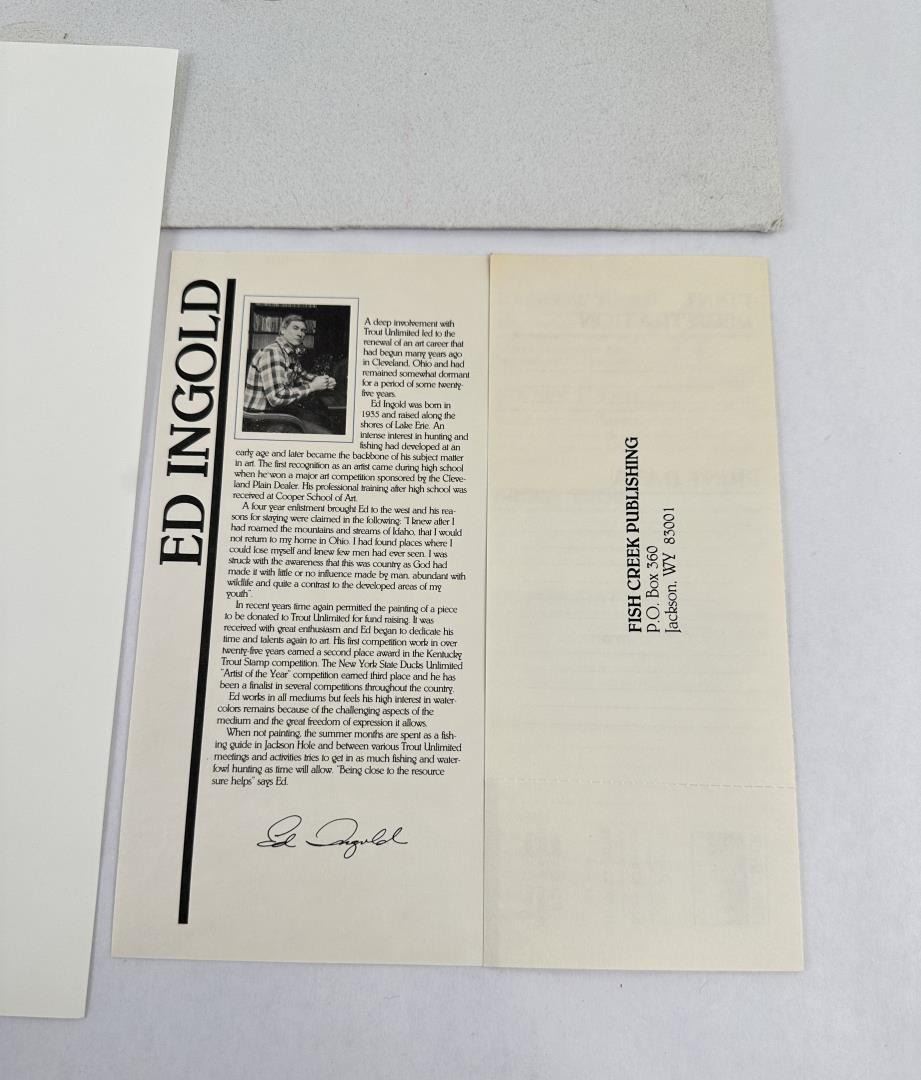 ED INGOLD
A deep involvement with
Trout Unlimited led to the
renewal of an art career that
had begun many years ago
in Cleveland, Ohio and had
remained somewhat dormant
for a period of some twenty-
five years.
Ed Ingold was born in
1935 and raised along the
shores of Lake Erie. An
intense interest in hunting and
fishing had developed at an
early age and later became the backbone of his subject matter
in art. The first recognition as an artist came during high school
when he won a major art competition sponsored by the Cleve-
land Plain Dealer. His professional training after high school was
received at Cooper School of Art.
A four year enlistment brought Ed to the west and his rea-
sons for staying were claimed in the following: "I knew after I
had roamed the mountains and streams of Idaho, that I would
not return to my home in Ohio. I had found places where I
could lose myself and knew few men had ever seen. I was
struck with the awareness that this was country as God had
made it with little or no influence made by man, abundant with
wildlife and quite a contrast to the developed areas of my
youth".
In recent years time again permitted the painting of a piece
to be donated to Trout Unlimited for fund raising. It was
received with great enthusiasm and Ed began to dedicate his
time and talents again to art. His first competition work in over
twenty-five years earned a second place award in the Kentucky
Trout Stamp competition. The New York State Ducks Unlimited
"Artist of the Year" competition earned third place and he has
been a finalist in several competitions throughout the country.
Ed works in all mediums but feels his high interest in water-
colors remains because of the challenging aspects of the
medium and the great freedom of expression it allows.
When not painting, the summer months are spent as a fish-
ing guide in Jackson Hole and between various Trout Unlimited
meetings and activities tries to get in as much fishing and water-
fowl hunting as time will allow. "Being close to the resource
sure helps" says Ed.
Ed Ingold
FISH CREEK PUBLISHING
P.O. Box 360
Jackson, WY 83001